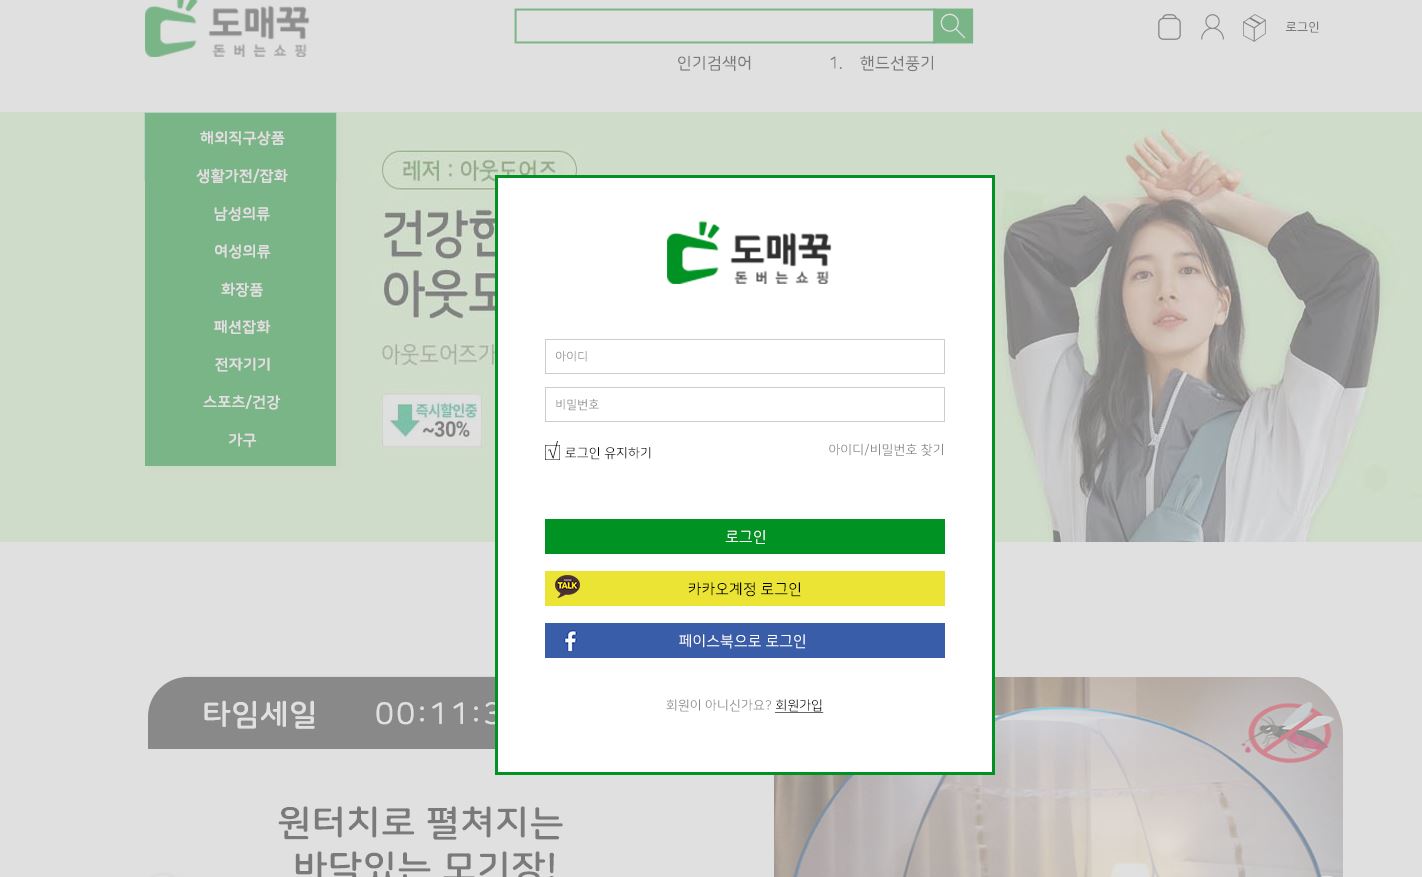 도매꾹
돈 버 는 쇼 핑
로그인
인기검색어 1. 핸드선풍기
해외직구상품
생활가전/잡화
남성의류
여성의류
화장품
패션잡화
전자기기
스포츠/건강
가구
레저 : 아웃도어즈
건강한
아웃도
아웃도어즈가
즉시할인중
~30%
도매꾹
돈 버 는 쇼 핑
아이디
비밀번호
로그인 유지하기
아이디/비밀번호 찾기
로그인
TALK
카카오계정 로그인
f
페이스북으로 로그인
회원이 아니신가요? 회원가입
타임세일 00:11:3
원터치로 펼쳐지는
바닥있는 모기장!